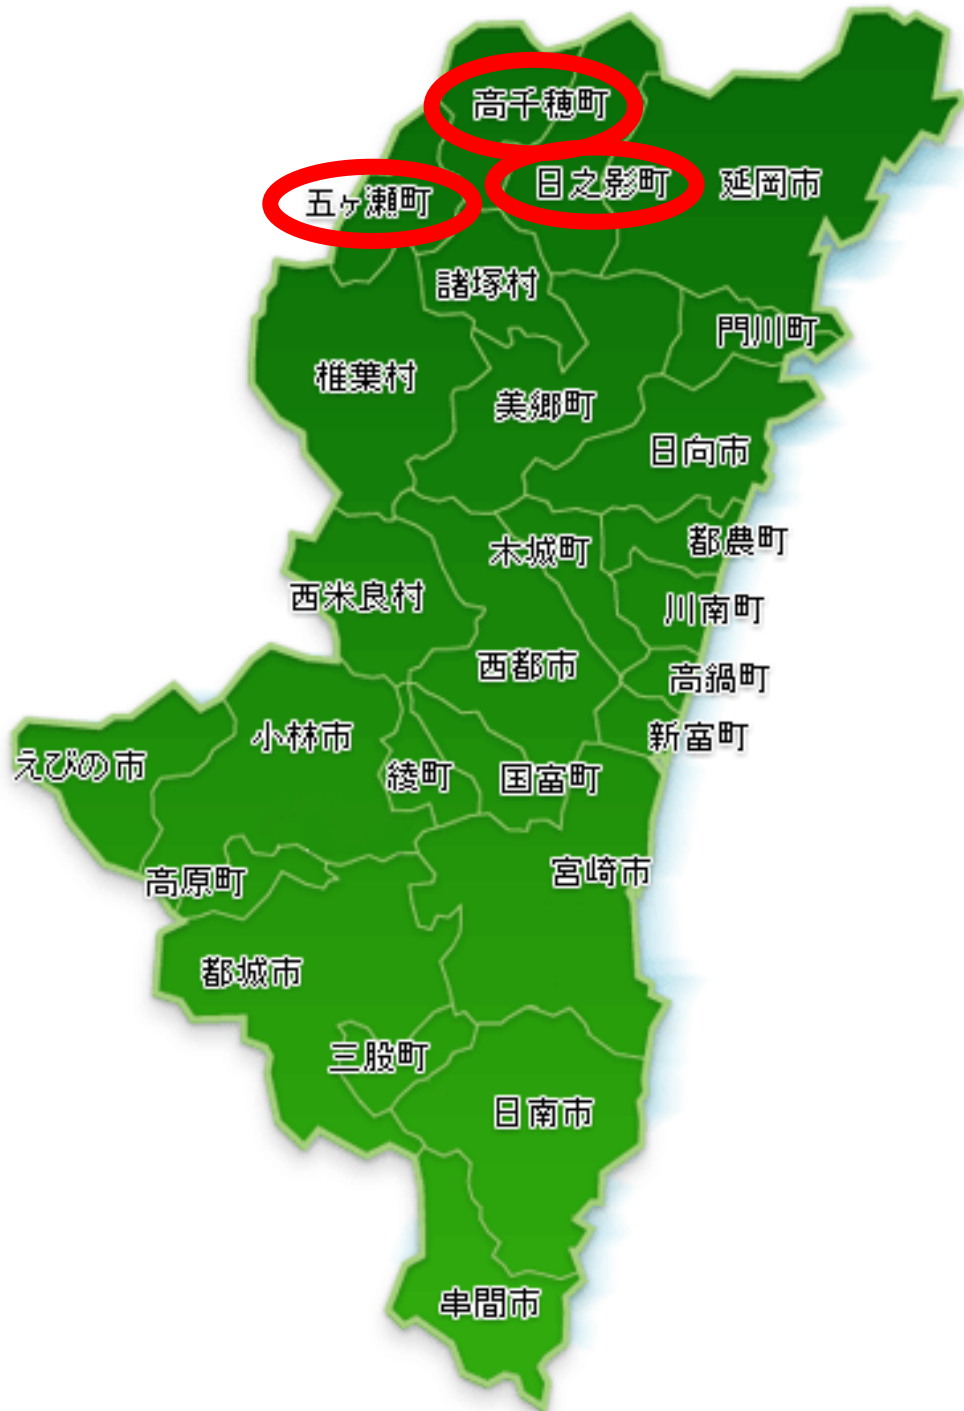 高千穂町
日之影町
延岡市
五ヶ瀬町
諸塚村
門川町
椎葉村
美郷町
日向市
都農町
木城町
西米良村
川南町
西都市
高鍋町
小林市
新富町
えびの市
綾町
国富町
宮崎市
高原町
都城市
三股町
日南市
串間市